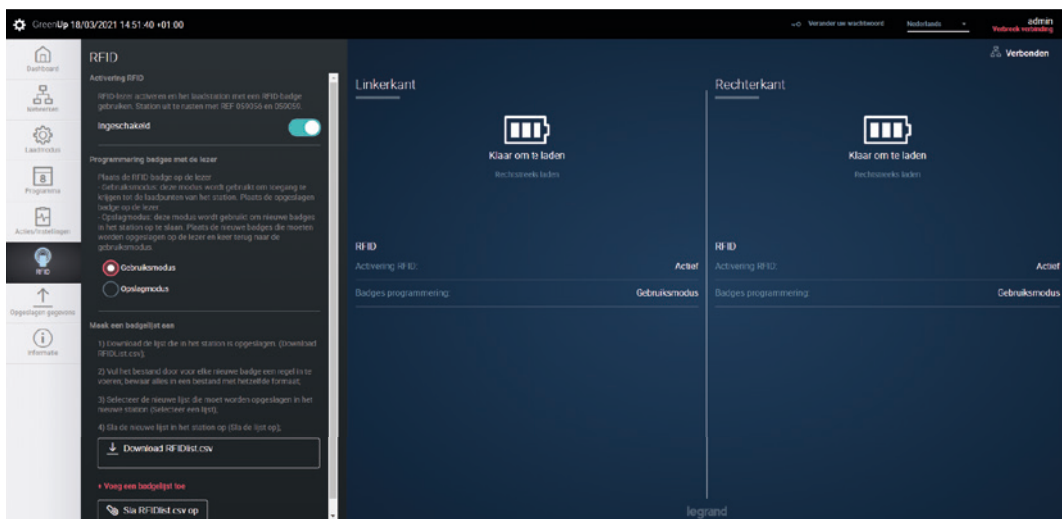 GreenUp 18/03/2021 14:51:40 +01:00
Verander uw wachtwoord
Nederlands
admin
Verbreek verbinding
Dashboard
Netwerken
Laadmodus
8
Programma
Acties/Instellingen
RFID
Opgeslagen gegevens
Informatie
RFID
Activering RFID
RFID-lezer activeren en het laadstation met een RFID-badge
gebruiken. Station uit te rusten met REF 059056 en 059059.
Ingeschakeld
Programmering badges met de lezer
Plaats de RFID-badge op de lezer
- Gebruiksmodus: deze modus wordt gebruikt om toegang te
krijgen tot de laadpunten van het station. Plaats de opgeslagen
badge op de lezer
- Opslagmodus: deze modus wordt gebruikt om nieuwe badges
in het station op te slaan. Plaats de nieuwe badges die moeten
worden opgeslagen op de lezer en keer terug naar de
gebruiksmodus
Gebruiksmodus
Opslagmodus
Maak een badgelijst aan
1) Download de lijst die in het station is opgeslagen. (Download
RFIDList.csv);
2) Vul het bestand door voor elke nieuwe badge een regel in te
voeren; bewaar alles in een bestand met hetzelfde formaat;
3) Selecteer de nieuwe lijst die moet worden opgeslagen in het
nieuwe station (Selecteer een lijst);
4) Sla de nieuwe lijst in het station op (Sla de lijst op);
Download RFIDlist.csv
+ Voeg een badgelijst toe
Sla RFIDlist.csv op
Verbonden
Linkerkant
Klaar om te laden
Rechtstreeks laden
RFID
Activering RFID:
Actief
Badges programmering:
Gebruiksmodus
Rechterkant
Klaar om te laden
Rechtstreeks laden
RFID
Activering RFID:
Actief
Badges programmering:
Gebruiksmodus
legrand